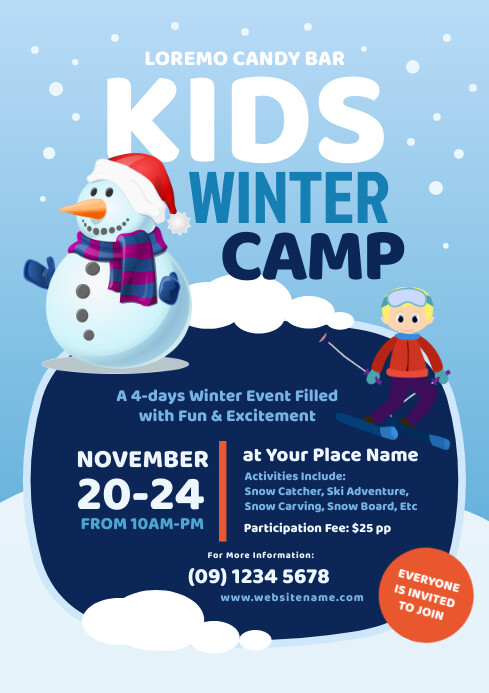 LOREMO CANDY BAR
KIDS
WINTER
CAMP
A 4-days Winter Event Filled
with Fun & Excitement
NOVEMBER
20-24
FROM 10AM-PM
at Your Place Name
Activities Include:
Snow Catcher, Ski Adventure,
Snow Carving, Snow Board, Etc
Participation Fee: $25 pp
For More Information:
(09) 1234 5678
www.websitename.com
EVERYONE
IS INVITED
TO JOIN